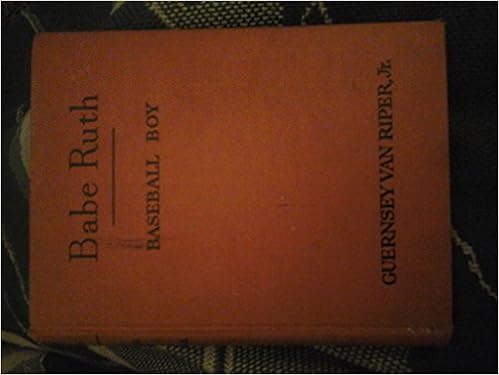 Babe Ruth
BASEBALL BOY
GUERNSEY VAN RIPER, Jr.